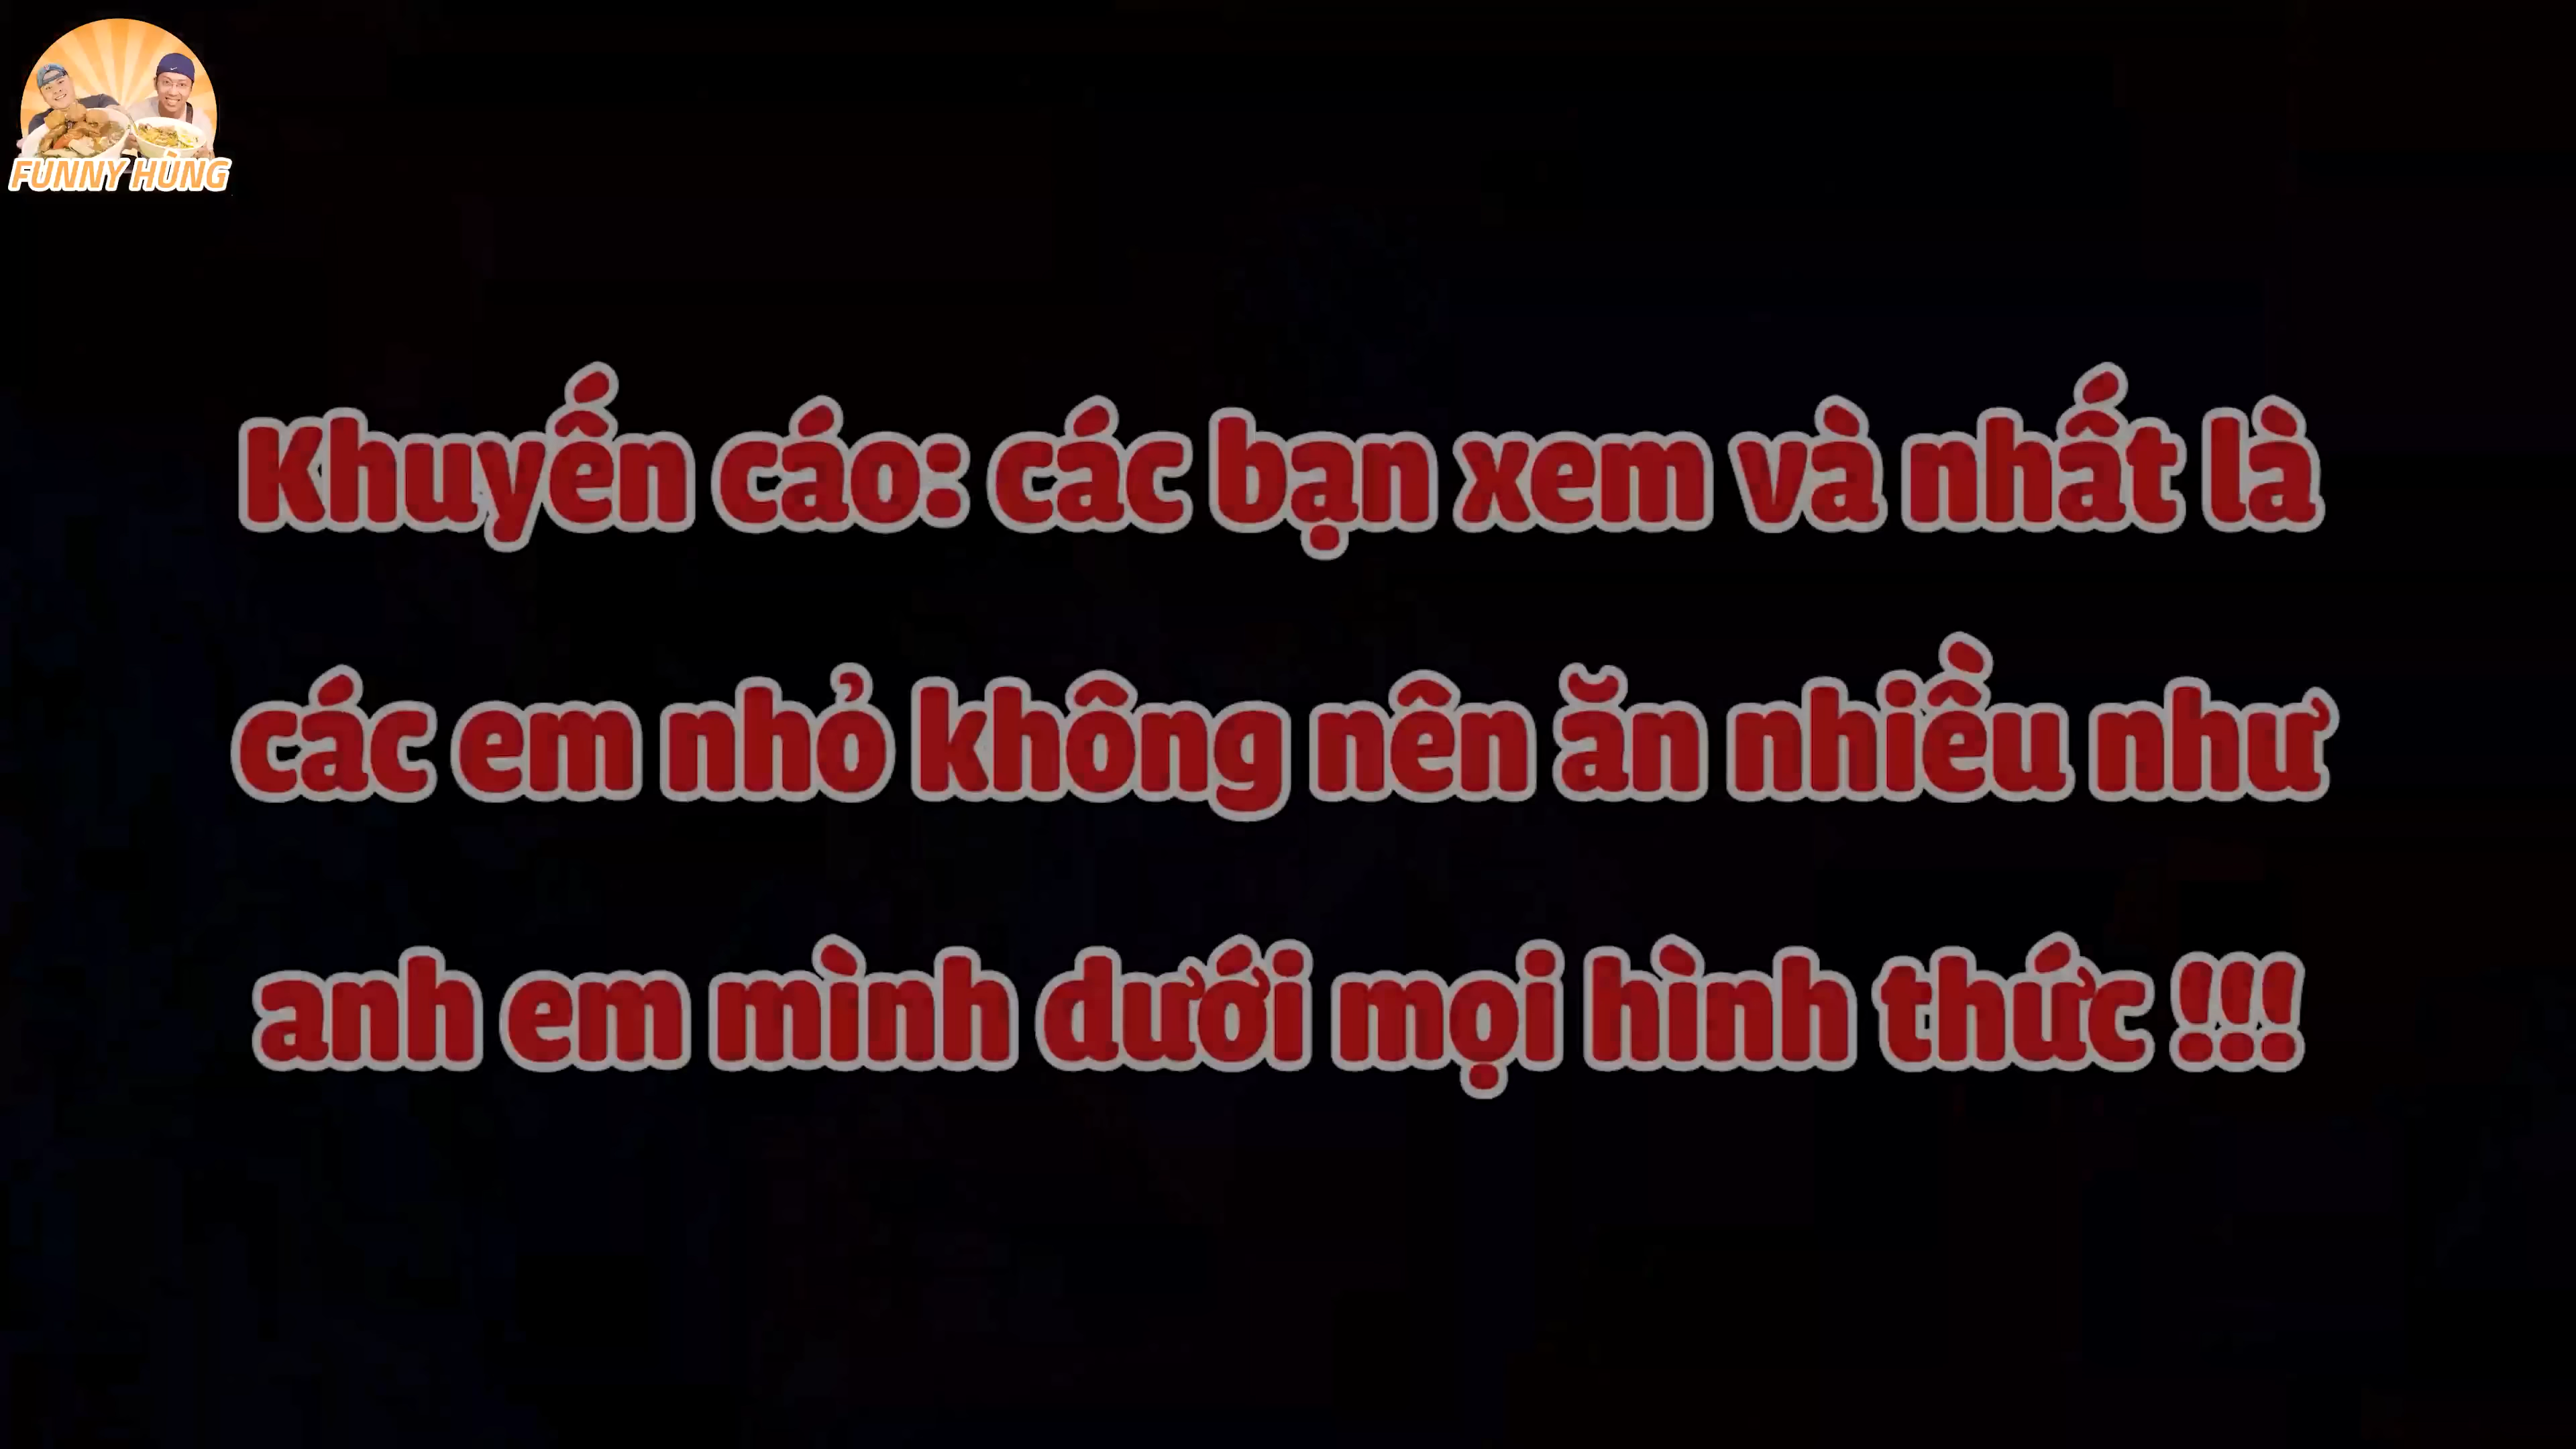 FUNNY HÙNG
Khuyến cáo: các bạn xem và nhất là
các em nhỏ không nên ăn nhiều như
anh em mình dưới mọi hình thức !!!